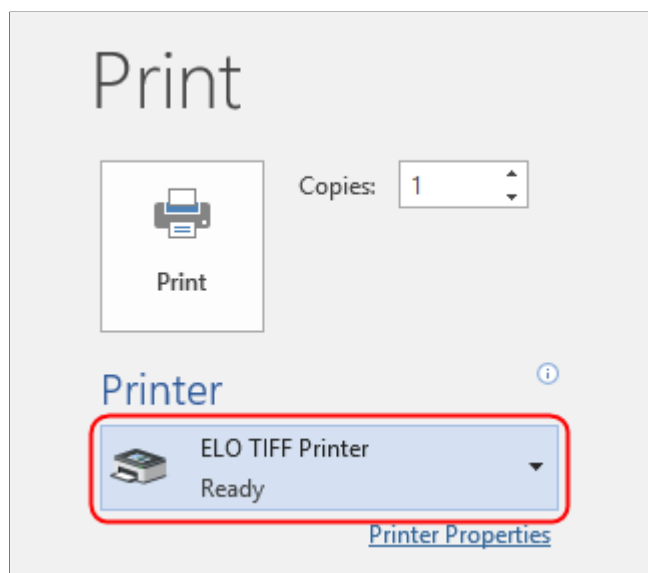 Print
Copies: 1
Print
Printer
ELO TIFF Printer
Ready
Printer Properties